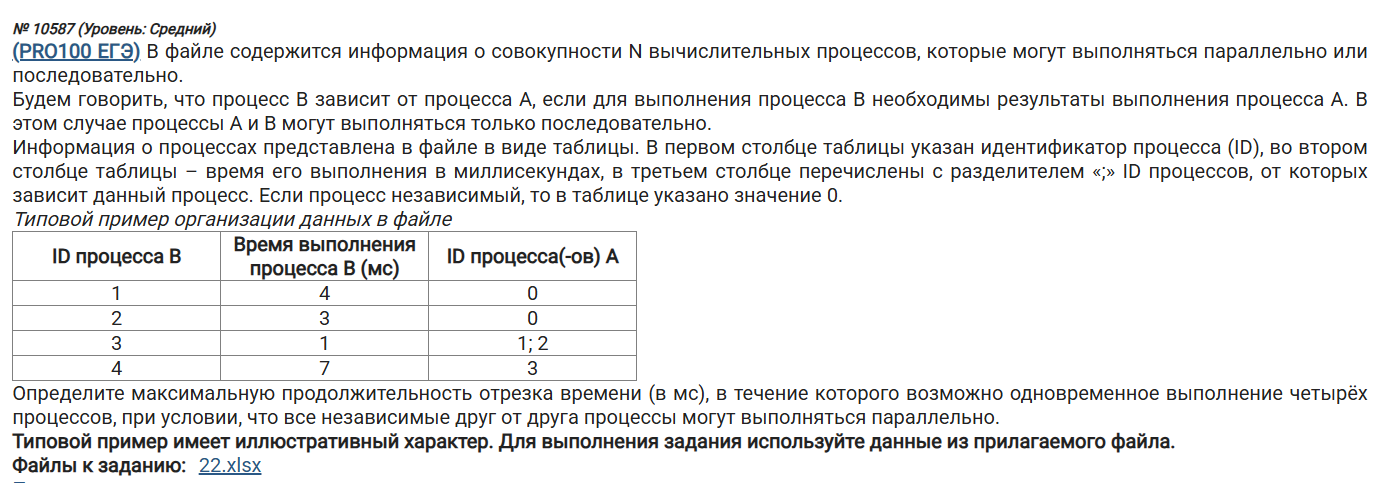 № 10587 (Уровень: Средний)
(PRO100 ЕГЭ) В файле содержится информация о совокупности N вычислительных процессов, которые могут выполняться параллельно или
последовательно.
Будем говорить, что процесс B зависит от процесса A, если для выполнения процесса B необходимы результаты выполнения процесса A. В
этом случае процессы A и B могут выполняться только последовательно.
Информация о процессах представлена в файле в виде таблицы. В первом столбце таблицы указан идентификатор процесса (ID), во втором
столбце таблицы – время его выполнения в миллисекундах, в третьем столбце перечислены с разделителем «;» ID процессов, от которых
зависит данный процесс. Если процесс независимый, то в таблице указано значение 0.
Типовой пример организации данных в файле
ID процесса B Время выполнения процесса B (мс) ID процесса(-ов) A
1 4 0
2 3 0
3 1 1; 2
4 7 3
Определите максимальную продолжительность отрезка времени (в мс), в течение которого возможно одновременное выполнение четырёх
процессов, при условии, что все независимые друг от друга процессы могут выполняться параллельно.
Типовой пример имеет иллюстративный характер. Для выполнения задания используйте данные из прилагаемого файла.
Файлы к заданию: 22.xlsx